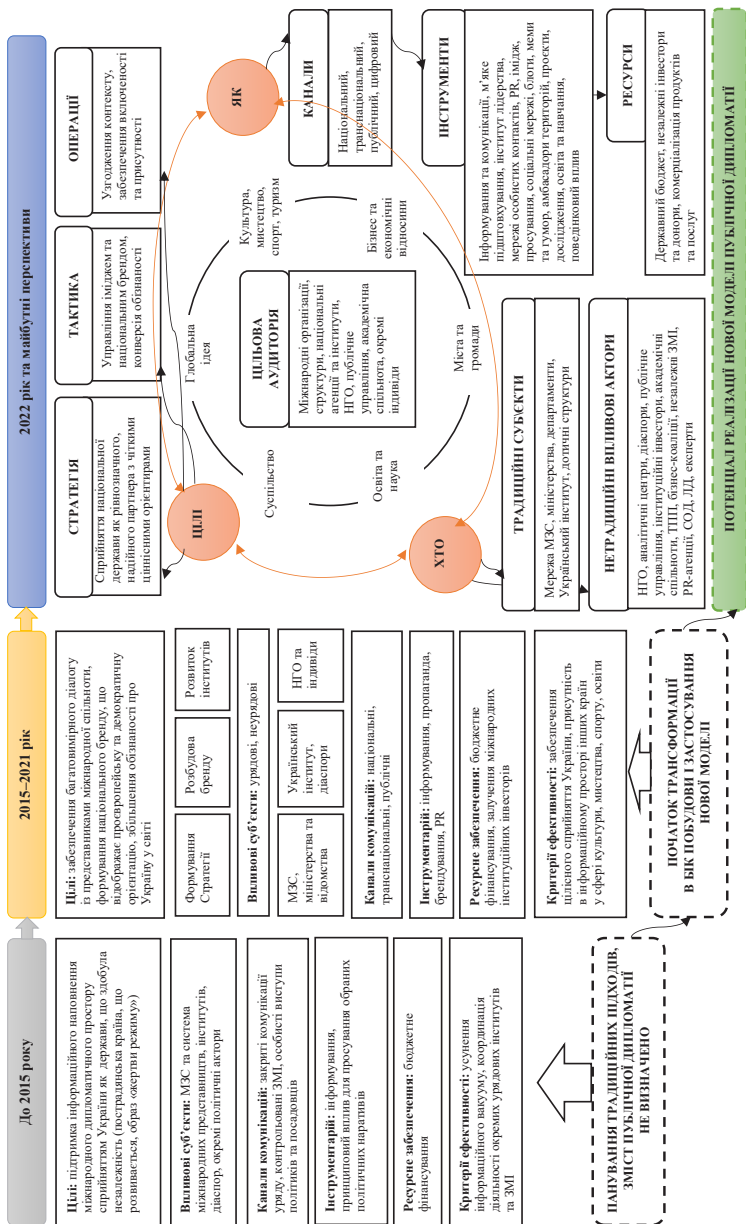 До 2015 року
2015–2021 рік
2022 рік та майбутні перспективи
Цілі: підтримка інформаційного наповнення
міжнародного дипломатичного простору
сприйняттям України як держави, що здобула
незалежність (пострадянська країна, що
розвивається, образ «жертви режиму»)
Впливові суб’єкти: МЗС та система
міжнародних представництв, інститутів,
діаспор, окремі політичні актори
Канали комунікацій: закриті комунікації
уряду, контрольовані ЗМІ, особисті виступи
політиків та посадовців
Інструментарій: інформування,
принциповий вплив для просування обраних
політичних наративів
Ресурсне забезпечення: бюджетне
фінансування
Критерії ефективності: усунення
інформаційного вакууму, координація
діяльності окремих урядових інститутів
та ЗМІ
ПАНУВАННЯ ТРАДИЦІЙНИХ ПІДХОДІВ,
ЗМІСТ ПУБЛІЧНОЇ ДИПЛОМАТІЇ
НЕ ВИЗНАЧЕНО
Цілі: забезпечення багатовимірного діалогу
із представниками міжнародної спільноти,
формування національного бренду, що
відображає проєвропейську та демократичну
орієнтацію, збільшення обізнаності про
Україну у світі
Формування
Стратегії
Розбудова
бренду
Розвиток
інститутів
Впливові суб’єкти: урядові, неурядові
МЗС,
міністерства та
відомства
Український
інститут,
діаспори
НГО та
індивіди
Канали комунікацій: національні,
транснаціональні, публічні
Інструментарій: інформування, пропаганда,
брендування, PR
Ресурсне забезпечення: бюджетне
фінансування, залучення міжнародних
інституційних інвесторів
Критерії ефективності: забезпечення
цілісного сприйняття України, присутність
в інформаційному просторі інших країн
у сфері культури, мистецтва, спорту, освіти
ПОЧАТОК ТРАНСФОРМАЦІЇ
В БІК ПОБУДОВИ І ЗАСТОСУВАННЯ
НОВОЇ МОДЕЛІ
СТРАТЕГІЯ
Сприйняття національної
держави як рівнозначного,
надійного партнера з чіткими
ціннісними орієнтирами
ТАКТИКА
Управління іміджем та
національним брендом,
конверсія обізнаності
ОПЕРАЦІЇ
Узгодження контексту,
забезпечення включеності
та присутності
ЦІЛІ
ЯК
ХТО
Суспільство
Глобальна
ідея
Культура,
мистецтво,
спорт, туризм
Бізнес та
економічні
відносини
Міста та
громади
Освіта та
наука
ЦІЛЬОВА
АУДИТОРІЯ
Міжнародні організації,
структури, національні
агенції та інститути,
НГО, публічне
управління, академічна
спільнота, окремі
індивіди
КАНАЛИ
Національний,
транснаціональний,
публічний, цифровий
ІНСТРУМЕНТИ
Інформування та комунікації, м’яке
підштовхування, інститут лідерства,
мережі особистих контактів, PR, імідж,
просування, соціальні мережі, блоги, меми
та гумор, амбасадори територій, проєкти,
дослідження, освіта та навчання,
поведінковий вплив
РЕСУРСИ
Державний бюджет, незалежні інвестори
та донори, комерціалізація продуктів
та послуг
ТРАДИЦІЙНІ СУБ’ЄКТИ
Мережа МЗС, міністерства, департаменти,
Український інститут, дотичні структури
НЕТРАДИЦІЙНІ ВПЛИВОВІ АКТОРИ
НГО, аналітичні центри, діаспори, публічне
управління, інституційні інвестори, академічні
спільноти, ТПП, бізнес-коаліції, незалежні ЗМІ,
PR-агенції, СОД, ЛІД, експерти
ПОТЕНЦІАЛ РЕАЛІЗАЦІЇ НОВОЇ МОДЕЛІ ПУБЛІЧНОЇ ДИПЛОМАТІЇ